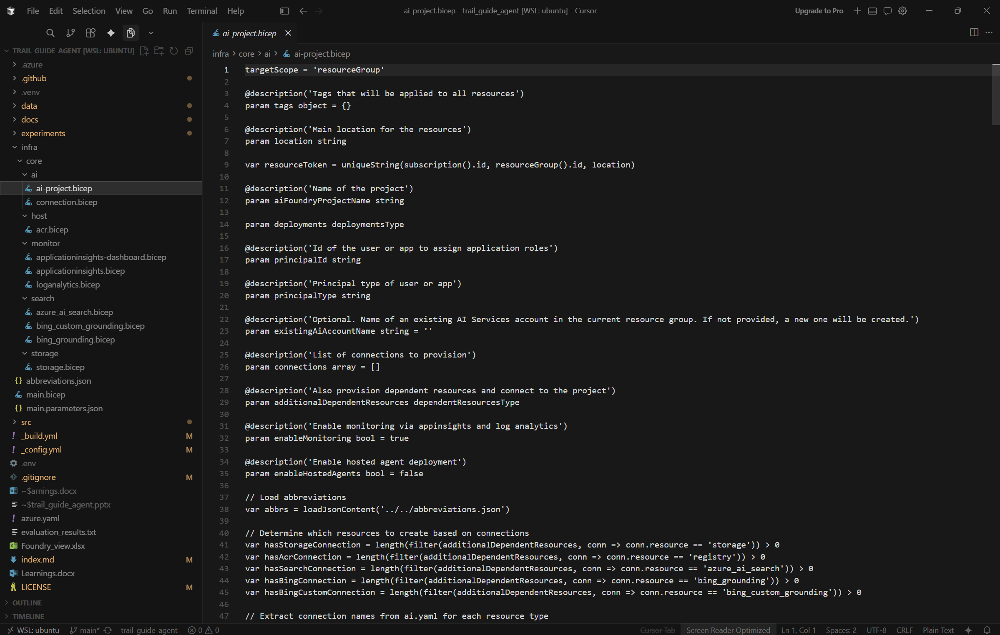 File Edit Selection View Go Run Terminal Help
ai-project.bicep - trail_guide_agent [WSL: ubuntu] - Cursor
Upgrade to Pro
TRAIL_GUIDE_AGENT [WSL: UBUNTU]
.azure
.github
.venv
data
docs
experiments
infra
core
ai
ai-project.bicep
connection.bicep
host
acr.bicep
monitor
applicationinsights-dashboard.bicep
applicationinsights.bicep
loganalytics.bicep
search
azure_ai_search.bicep
bing_custom_grounding.bicep
bing_grounding.bicep
storage
storage.bicep
{} abbreviations.json
main.bicep
{} main.parameters.json
src
! _build.yml M
! _config.yml M
.env
.gitignore M
~$arnings.docx
~$trail_guide_agent.pptx
! azure.yaml
evaluation_results.txt
Foundry_view.xlsx
index.md M
Learnings.docx
LICENSE M
OUTLINE
TIMELINE
ai-project.bicep
infra > core > ai > ai-project.bicep
1 targetScope = 'resourceGroup'
2
3 @description('Tags that will be applied to all resources')
4 param tags object = {}
5
6 @description('Main location for the resources')
7 param location string
8
9 var resourceToken = uniqueString(subscription().id, resourceGroup().id, location)
10
11 @description('Name of the project')
12 param aiFoundryProjectName string
13
14 param deployments deploymentsType
15
16 @description('Id of the user or app to assign application roles')
17 param principalId string
18
19 @description('Principal type of user or app')
20 param principalType string
21
22 @description('Optional. Name of an existing AI Services account in the current resource group. If not provided, a new one will be created.')
23 param existingAiAccountName string = ''
24
25 @description('List of connections to provision')
26 param connections array = []
27
28 @description('Also provision dependent resources and connect to the project')
29 param additionalDependentResources dependentResourcesType
30
31 @description('Enable monitoring via appinsights and log analytics')
32 param enableMonitoring bool = true
33
34 @description('Enable hosted agent deployment')
35 param enableHostedAgents bool = false
36
37 // Load abbreviations
38 var abbrs = loadJsonContent('../../abbreviations.json')
39
40 // Determine which resources to create based on connections
41 var hasStorageConnection = length(filter(additionalDependentResources, conn => conn.resource == 'storage')) > 0
42 var hasAcrConnection = length(filter(additionalDependentResources, conn => conn.resource == 'registry')) > 0
43 var hasSearchConnection = length(filter(additionalDependentResources, conn => conn.resource == 'azure_ai_search')) > 0
44 var hasBingConnection = length(filter(additionalDependentResources, conn => conn.resource == 'bing_grounding')) > 0
45 var hasBingCustomConnection = length(filter(additionalDependentResources, conn => conn.resource == 'bing_custom_grounding')) > 0
46
47 // Extract connection names from ai.yaml for each resource type
WSL: ubuntu main* trail_guide_agent 0 0 Cursor Tab Screen Reader Optimized Ln 1, Col 1 Spaces: 2 UTF-8 CRLF Plain Text